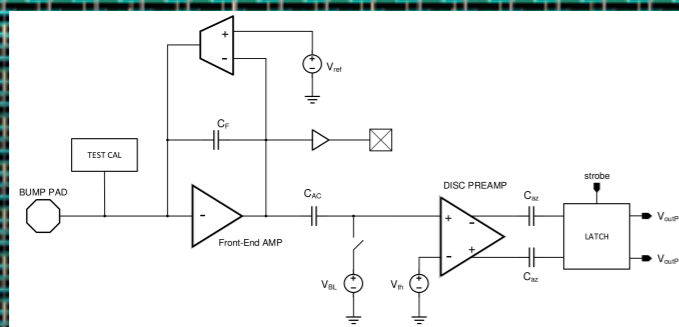 V_ref
C_F
TEST CAL
BUMP PAD
Front-End AMP
C_AC
V_BL
DISC PREAMP
V_th
C_az
C_az
strobe
LATCH
V_outP
V_outP